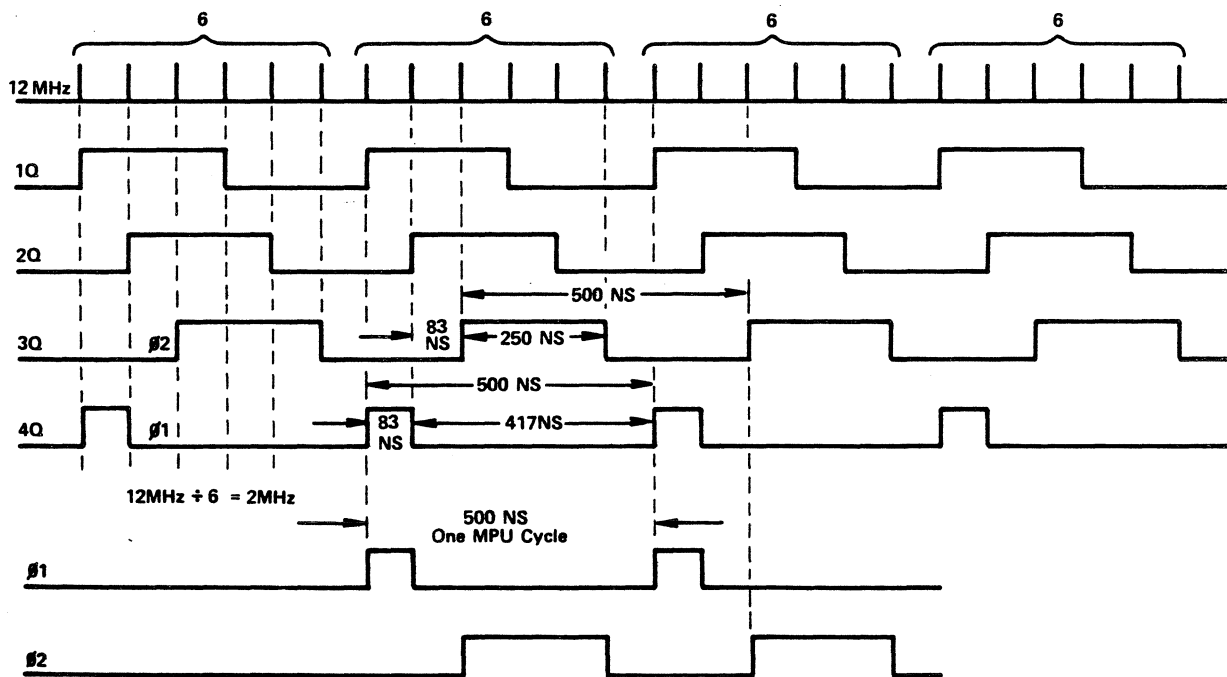 6 6 6 6
12 MHz
1Q
2Q
500 NS
3Q ø2 83 NS 250 NS
500 NS
4Q ø1 83 NS 417NS
12MHz ÷ 6 = 2MHz
500 NS
One MPU Cycle
ø1
ø2